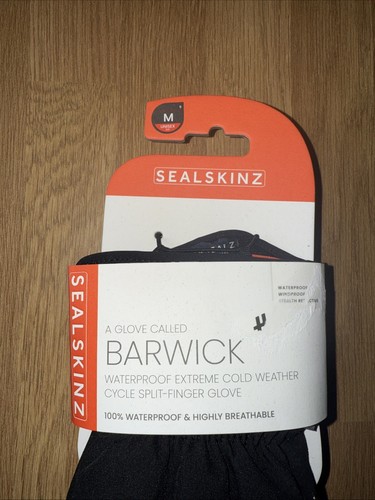 M
UNISEX
SEALSKINZ
SEALSKINZ
WATERPROOF
WINDPROOF
A GLOVE CALLED
BARWICK
WATERPROOF EXTREME COLD WEATHER
CYCLE SPLIT-FINGER GLOVE
100% WATERPROOF & HIGHLY BREATHABLE